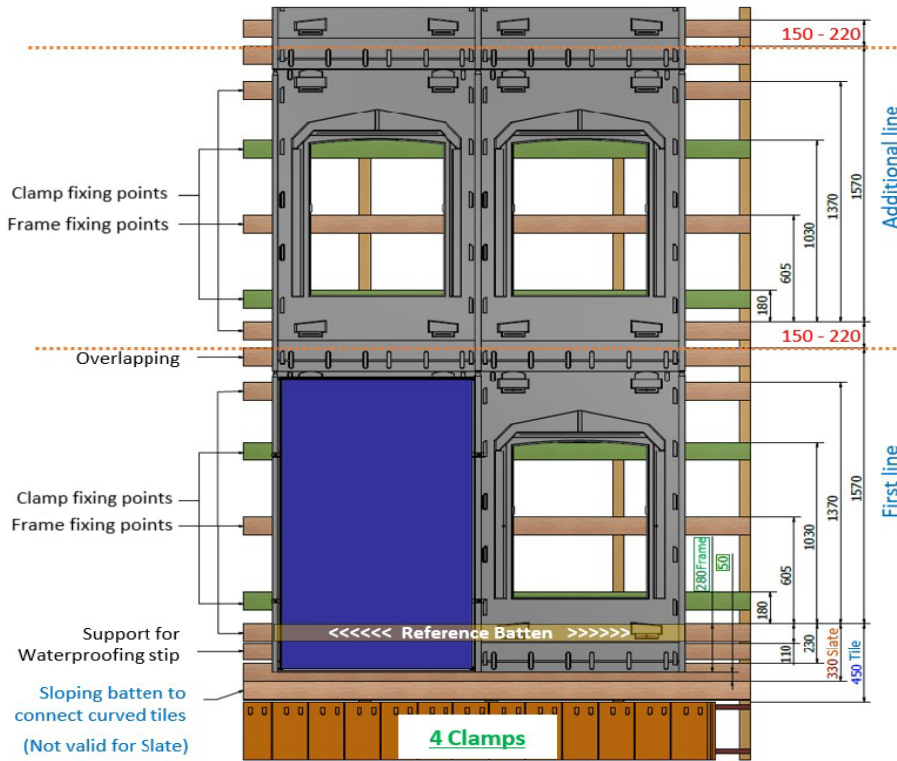 150 - 220
Additional line
1570
1370
1030
605
180
Clamp fixing points
Frame fixing points
150 - 220
Overlapping
First line
1570
1370
1030
605
180
280Frame
50
Clamp fixing points
Frame fixing points
Support for
Waterproofing stip
<<<<<< Reference Batten >>>>>>
110
230
330 Slate
450 Tile
Sloping batten to
connect curved tiles
(Not valid for Slate)
4 Clamps